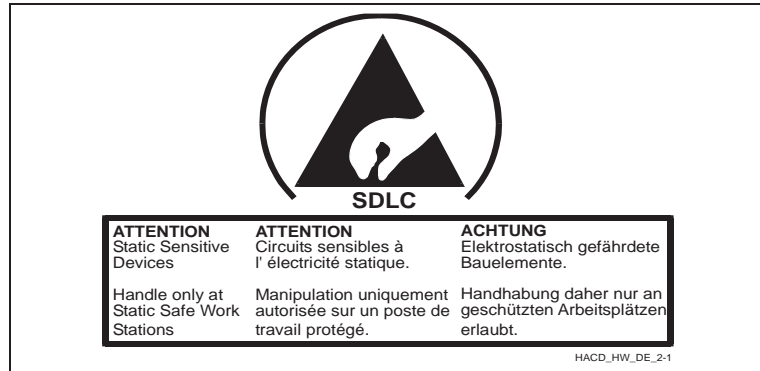 SDLC
ATTENTION
Static Sensitive
Devices
Handle only at
Static Safe Work
Stations
ATTENTION
Circuits sensibles à
l' électricité statique.
Manipulation uniquement
autorisée sur un poste de
travail protégé.
ACHTUNG
Elektrostatisch gefährdete
Bauelemente.
Handhabung daher nur an
geschützten Arbeitsplätzen
erlaubt.
HACD_HW_DE_2-1